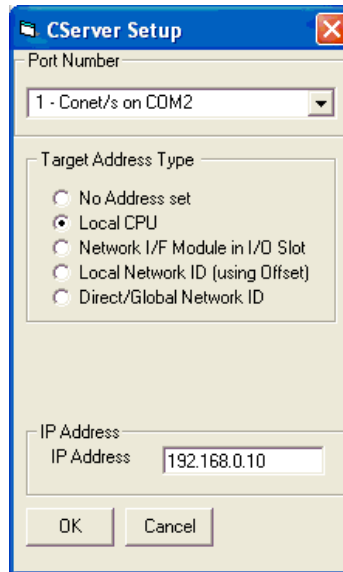 CServer Setup
Port Number
1 - Conet/s on COM2
Target Address Type
No Address set
Local CPU
Network I/F Module in I/O Slot
Local Network ID (using Offset)
Direct/Global Network ID
IP Address
IP Address 192.168.0.10
OK Cancel